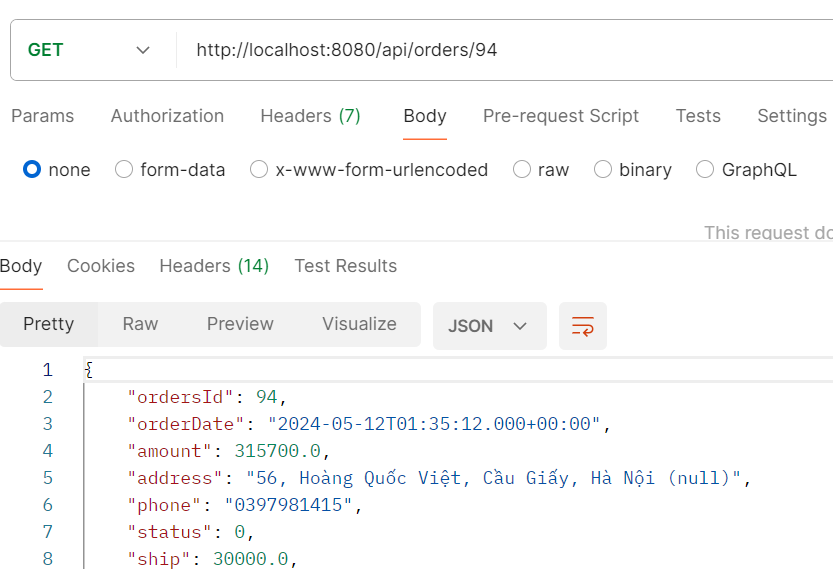 GET http://localhost:8080/api/orders/94
Params Authorization Headers (7) Body Pre-request Script Tests Settings
none form-data x-www-form-urlencoded raw binary GraphQL
This request do
Body Cookies Headers (14) Test Results
Pretty Raw Preview Visualize JSON
1 {
2 "ordersId": 94,
3 "orderDate": "2024-05-12T01:35:12.000+00:00",
4 "amount": 315700.0,
5 "address": "56, Hoàng Quốc Việt, Cầu Giấy, Hà Nội (null)",
6 "phone": "0397981415",
7 "status": 0,
8 "ship": 30000.0,